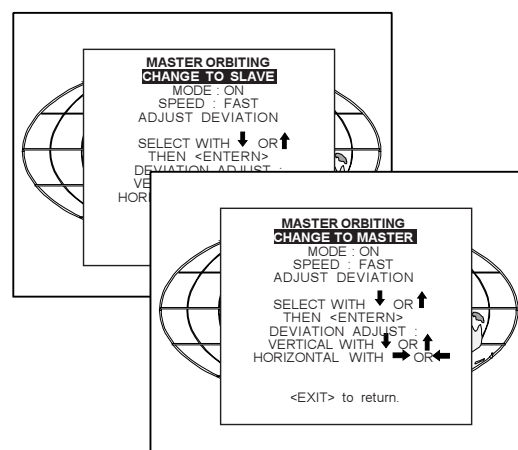 MASTER ORBITING
CHANGE TO SLAVE
MODE : ON
SPEED : FAST
ADJUST DEVIATION
SELECT WITH OR
THEN <ENTERN>
DEVIATION ADJUST :
MASTER ORBITING
CHANGE TO MASTER
MODE : ON
SPEED : FAST
ADJUST DEVIATION
SELECT WITH OR
THEN <ENTERN>
DEVIATION ADJUST :
VERTICAL WITH OR
HORIZONTAL WITH OR
<EXIT> to return.